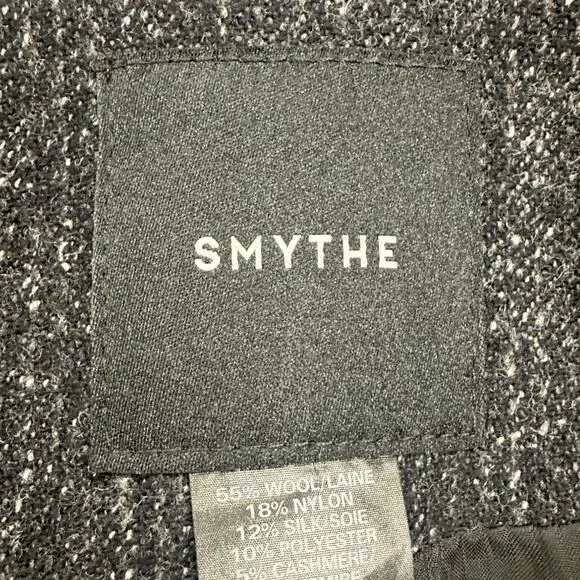 SMYTHE
55% WOOL/LAINE
18% NYLON
12% SILK/SOIE
10% POLYESTER
5% CASHMERE/